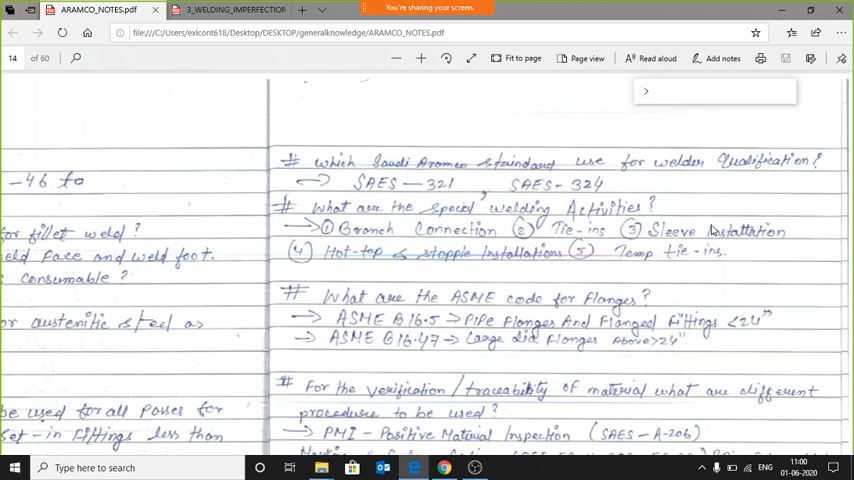 ARAMCO_NOTES.pdf
3_WELDING_IMPERFECTION
You're sharing your screen.
file:///C:/Users/exlcont618/Desktop/DESKTOP/generalknowledge/ARAMCO_NOTES.pdf
14 of 60
Fit to page
Page view
Read aloud
Add notes
-46 to
for fillet weld?
eld face and weld foot.
s consumable?
or austenitic steel as
be used for all passes for
set-in fittings less than
# Which Saudi Aramco standard use for welder Qualification?
→ SAES-321, SAES-324
# What are the special welding Activities?
→ ① Branch Connection ② Tie-ins ③ Sleeve Installation
④ Hot-tap & stopple Installations ⑤ Temp tie-ins.
# What are the ASME code for Flanges?
→ ASME B16.5 → Pipe Flanges And Flanged Fittings <24"
→ ASME B16.47 → Large dia Flanges Above >24"
# For the verification/traceability of material what are different
procedure to be used?
→ PMI - Positive Material Inspection (SAES-A-206)
Type here to search
ENG
11:00
01-06-2020